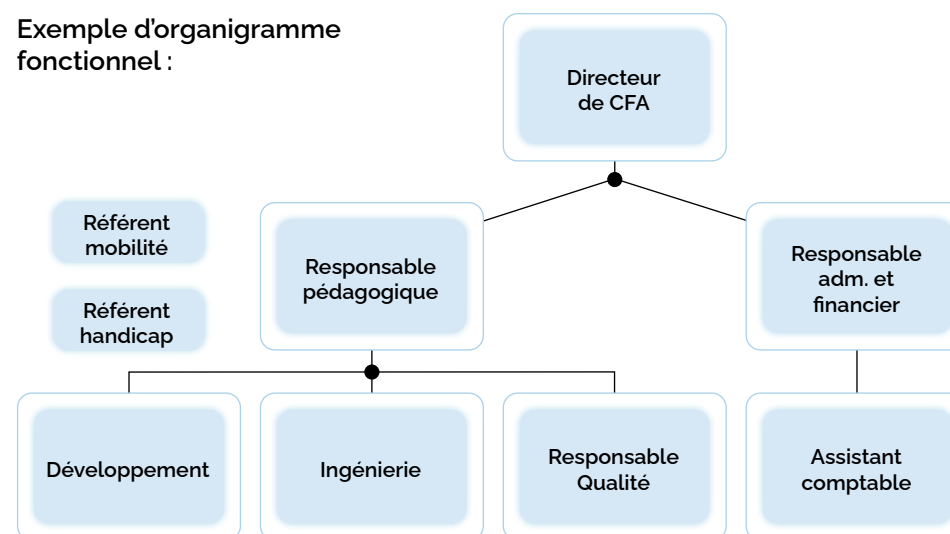 Exemple d’organigramme
fonctionnel :
Directeur
de CFA
Référent
mobilité
Référent
handicap
Responsable
pédagogique
Responsable
adm. et
financier
Développement
Ingénierie
Responsable
Qualité
Assistant
comptable